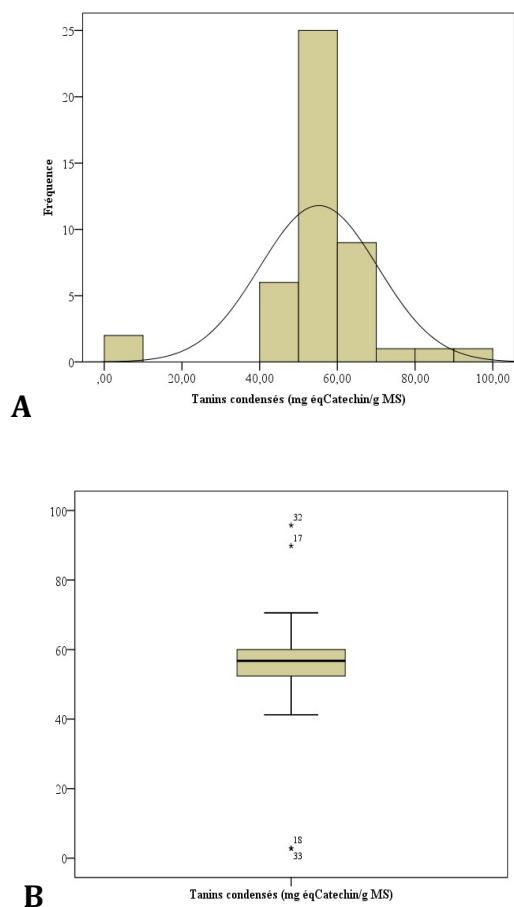 25
20
15
10
5
0
Fréquence
,00 20,00 40,00 60,00 80,00 100,00
Tanins condensés (mg éqCatechin/g MS)
A
100
80
60
40
20
0
32
17
18
33
Tanins condensés (mg éqCatechin/g MS)
B